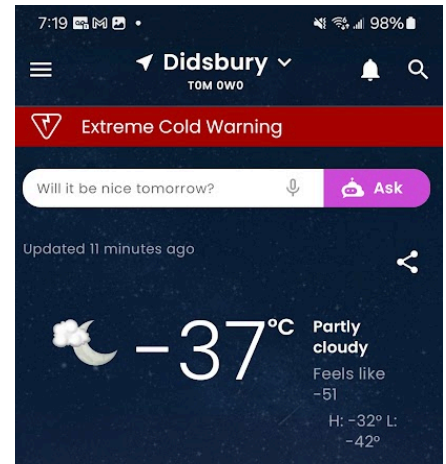 7:19 98%
Didsbury
T0M 0W0
Extreme Cold Warning
Will it be nice tomorrow? Ask
Updated 11 minutes ago
-37°C
Partly
cloudy
Feels like
-51
H: -32° L:
-42°